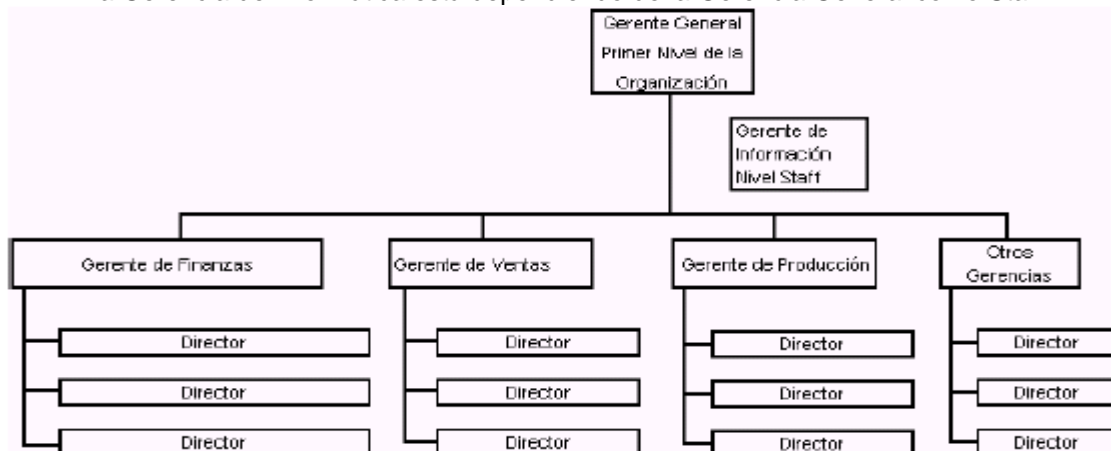 Gerente General
Primer Nivel de la
Organización
Gerente de
Información
Nivel Staff
Gerente de Finanzas
Gerente de Ventas
Gerente de Producción
Otros
Gerencias
Director
Director
Director
Director
Director
Director
Director
Director
Director
Director
Director
Director